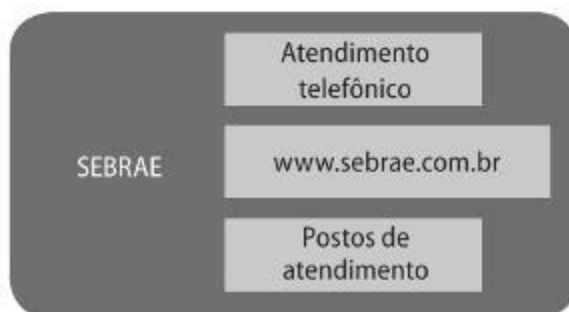 Atendimento
telefônico
SEBRAE
www.sebrae.com.br
Postos de
atendimento